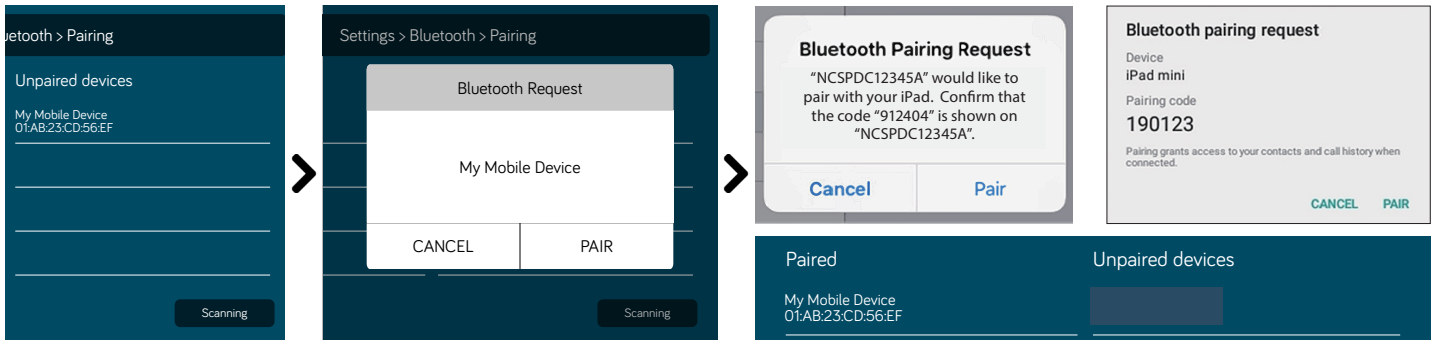 etooth > Pairing
Unpaired devices
My Mobile Device
01:AB:23:CD:56:EF
Scanning
Settings > Bluetooth > Pairing
Bluetooth Request
My Mobile Device
CANCEL
PAIR
Scanning
Bluetooth Pairing Request
“NCSPDC12345A” would like to
pair with your iPad. Confirm that
the code “912404” is shown on
“NCSPDC12345A”.
Cancel
Pair
Bluetooth pairing request
Device
iPad mini
Pairing code
190123
Pairing grants access to your contacts and call history when
connected.
CANCEL
PAIR
Paired
My Mobile Device
01:AB:23:CD:56:EF
Unpaired devices